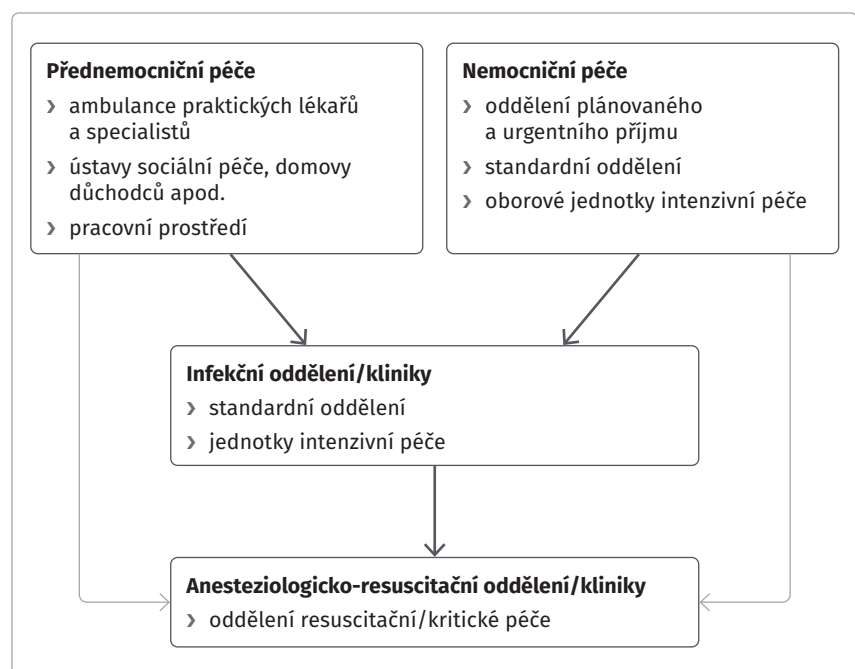 Přednemocniční péče
› ambulance praktických lékařů
a specialistů
› ústavy sociální péče, domovy
důchodců apod.
› pracovní prostředí
Nemocniční péče
› oddělení plánovaného
a urgentního příjmu
› standardní oddělení
› oborové jednotky intenzivní péče
Infekční oddělení/kliniky
› standardní oddělení
› jednotky intenzivní péče
Anesteziologicko-resuscitační oddělení/kliniky
› oddělení resuscitační/kritické péče